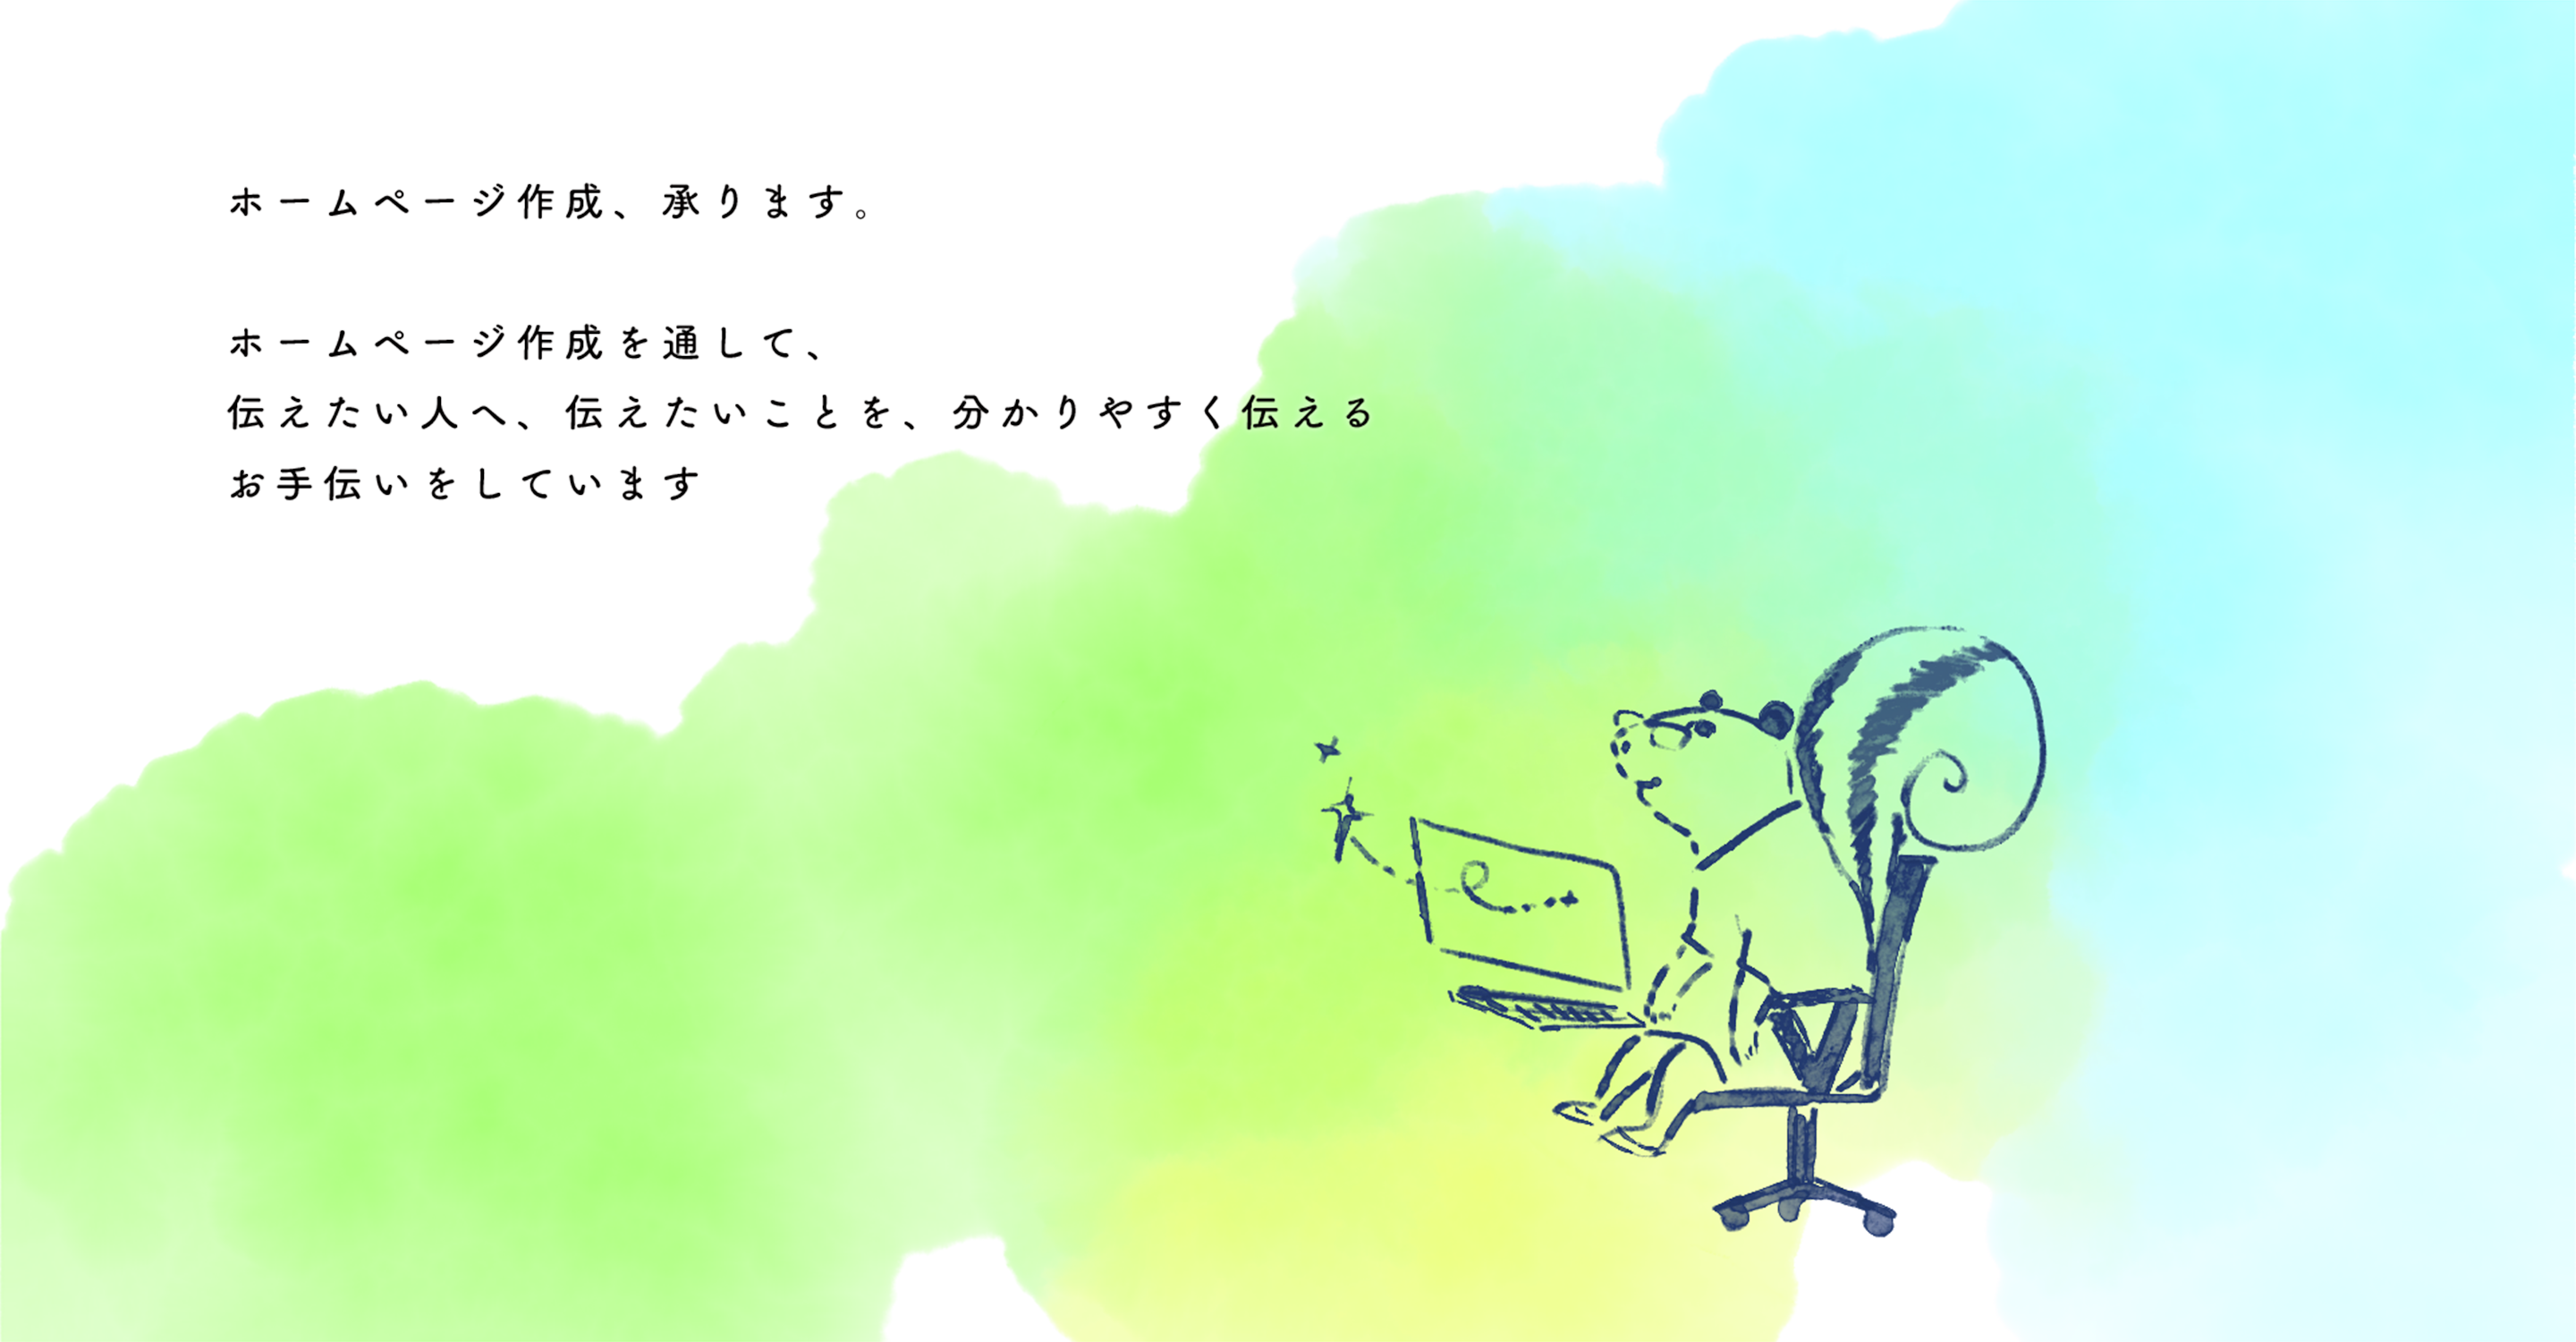 ホームページ作成、承ります。
ホームページ作成を通して、
伝えたい人へ、伝えたいことを、分かりやすく伝える
お手伝いをしています